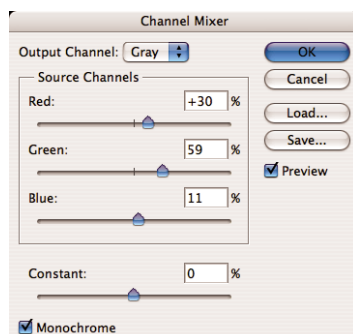 Channel Mixer
Output Channel: Gray
OK
Source Channels
Cancel
Red: +30 %
Load...
Save...
Green: 59 %
Preview
Blue: 11 %
Constant: 0 %
Monochrome